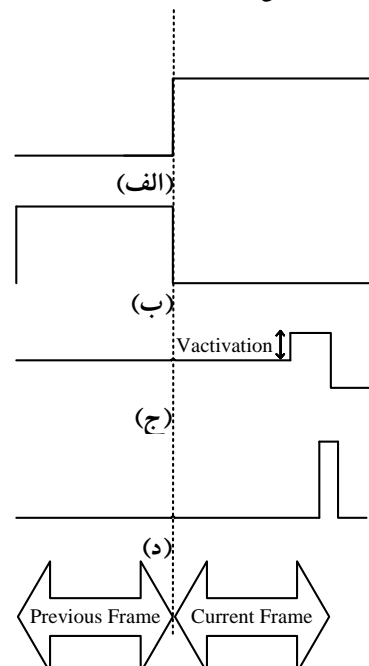 (الف)
(ب)
Vactivation
(ج)
(د)
Previous Frame Current Frame